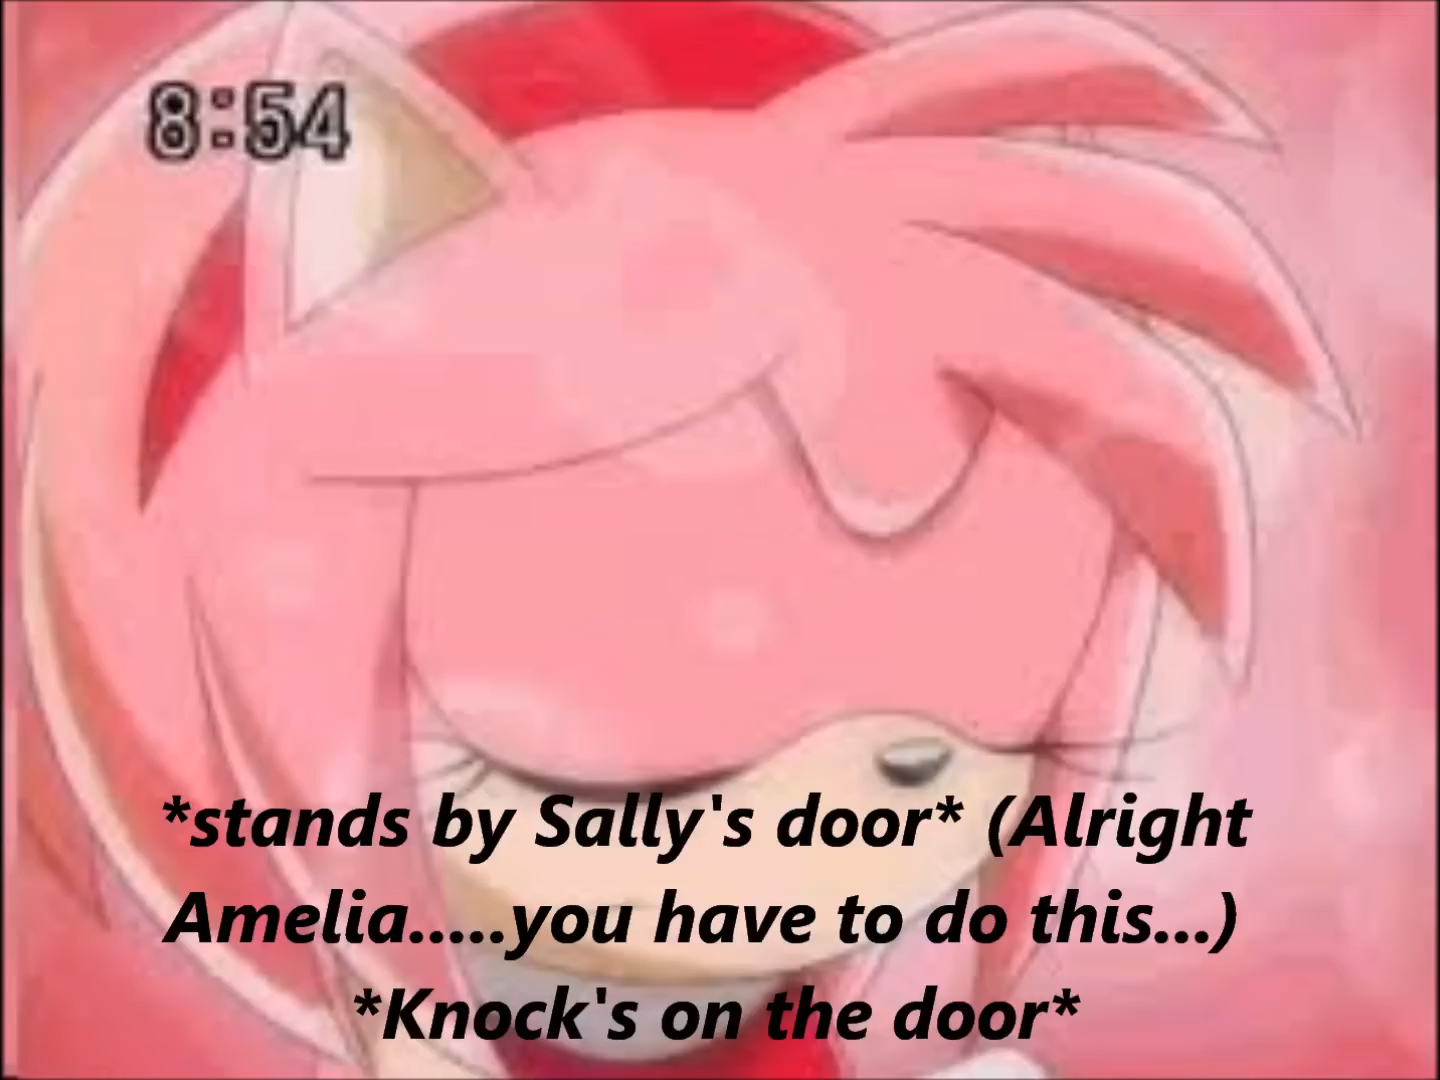 8:54
*stands by Sally's door* (Alright
Amelia.....you have to do this...)
*Knock's on the door*